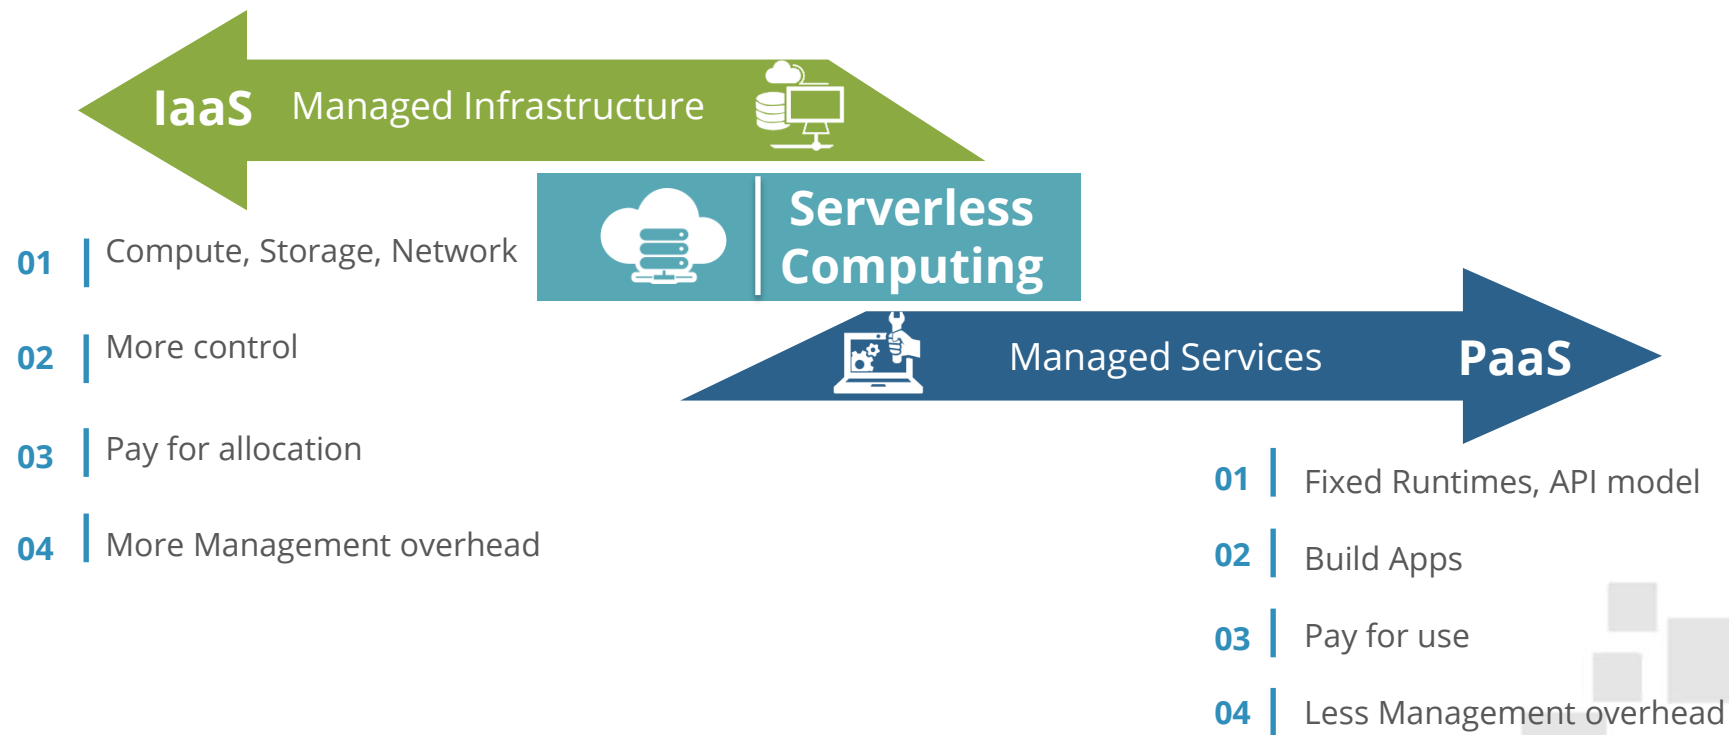 IaaS Managed Infrastructure
Serverless
Computing
01 Compute, Storage, Network
02 More control
03 Pay for allocation
04 More Management overhead
Managed Services PaaS
01 Fixed Runtimes, API model
02 Build Apps
03 Pay for use
04 Less Management overhead